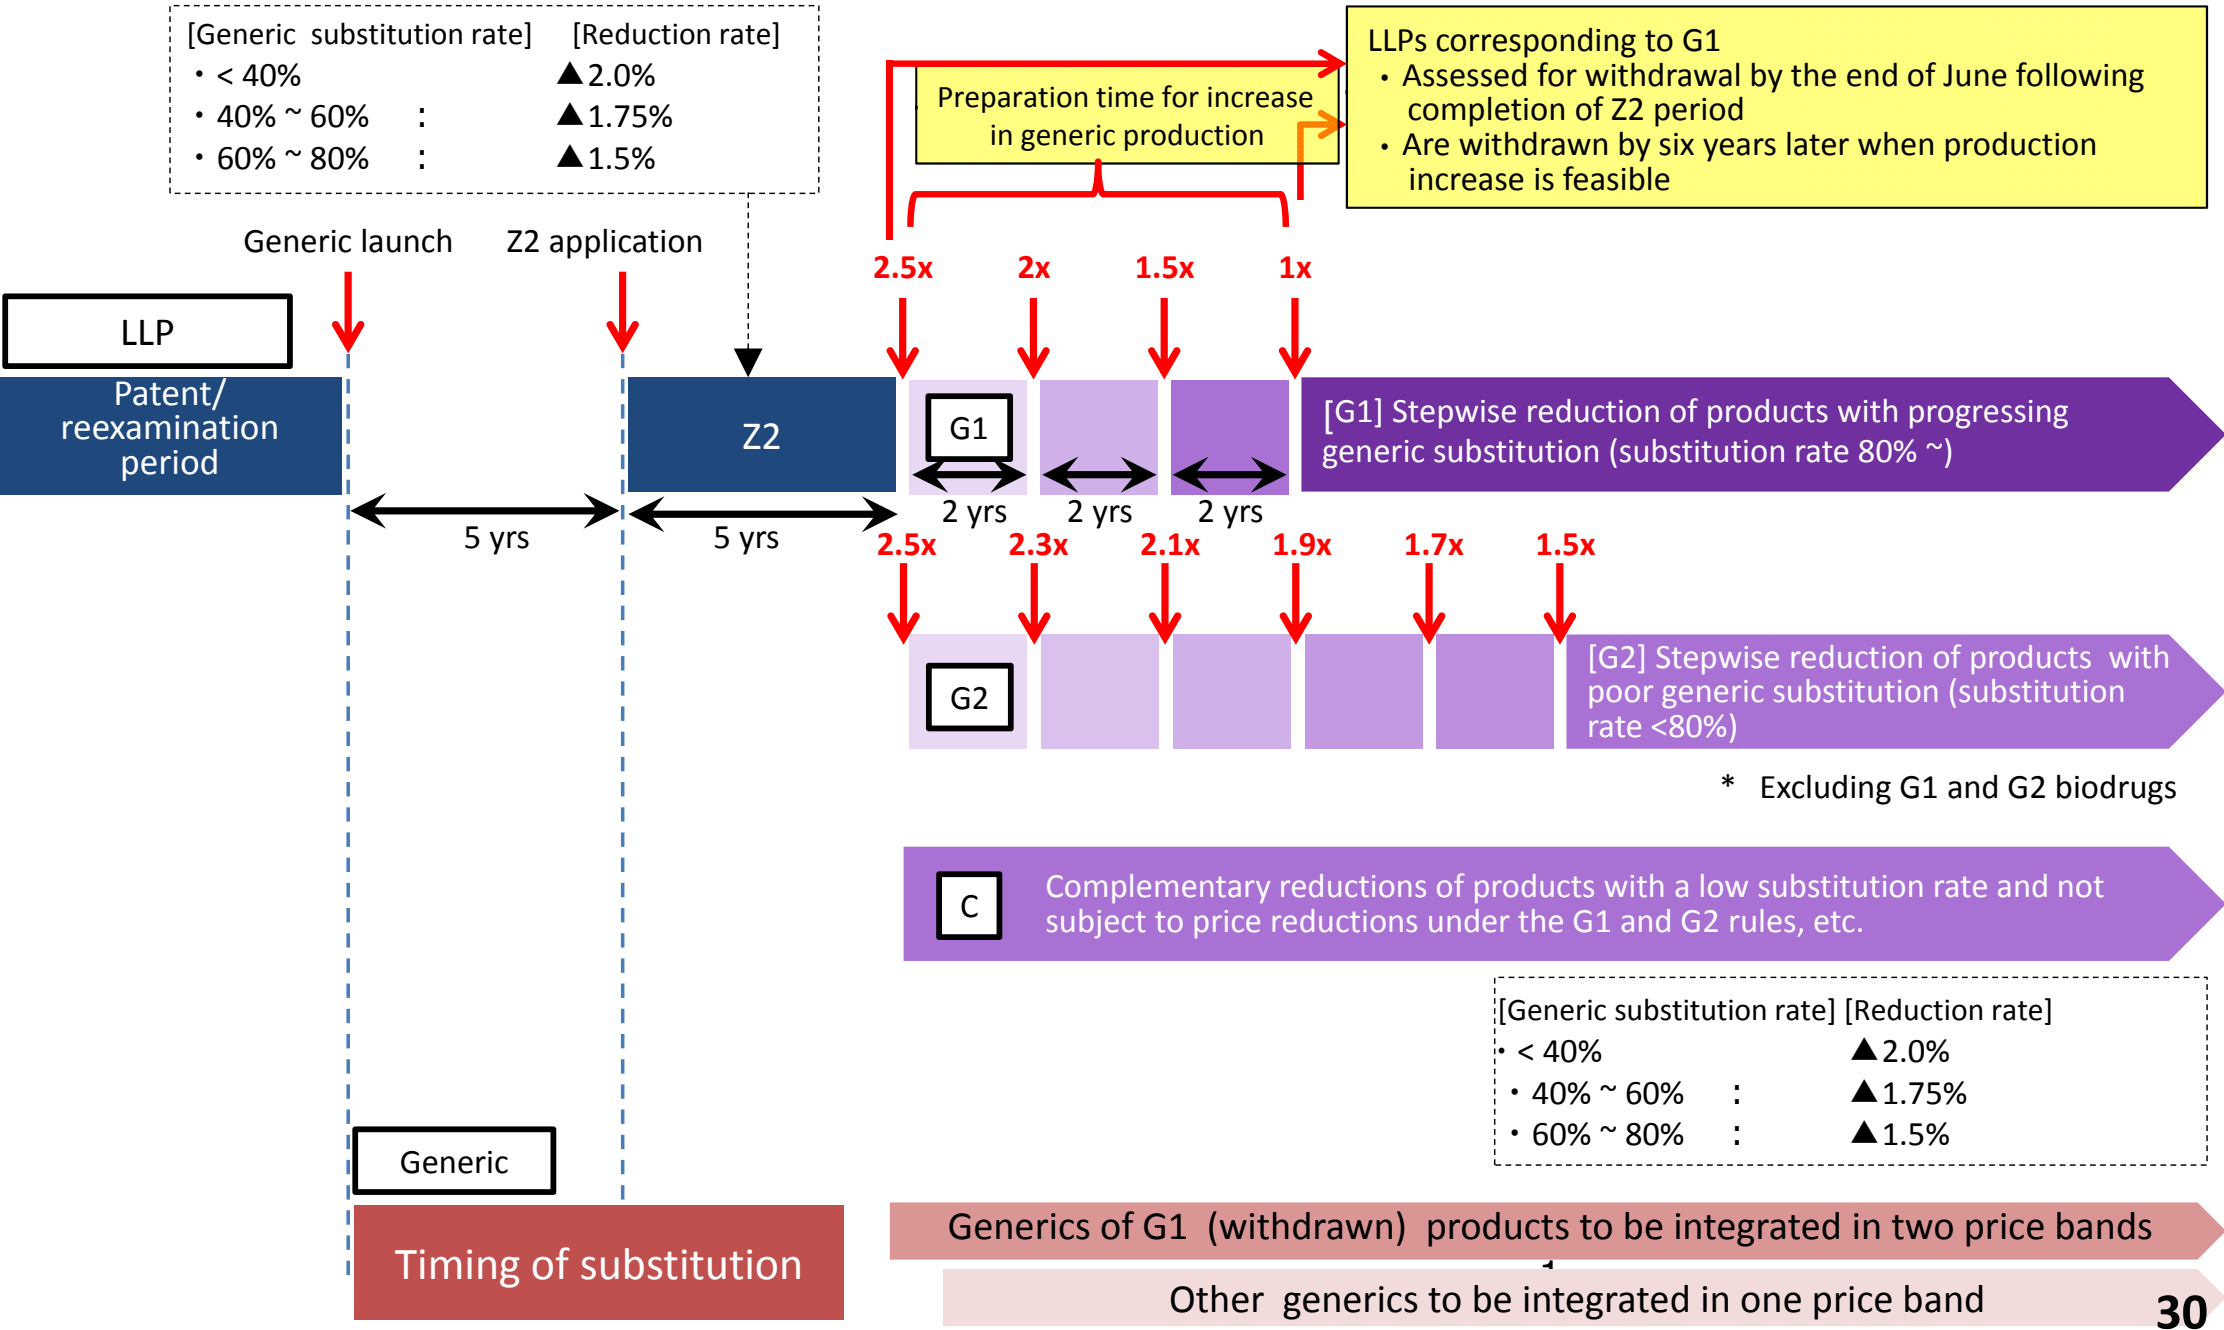 [Generic substitution rate] [Reduction rate]
・< 40% ▲2.0%
・40% ~ 60% : ▲1.75%
・60% ~ 80% : ▲1.5%
Preparation time for increase
in generic production
LLPs corresponding to G1
・Assessed for withdrawal by the end of June following
completion of Z2 period
・Are withdrawn by six years later when production
increase is feasible
Generic launch
Z2 application
2.5x 2x 1.5x 1x
LLP
Patent/
reexamination
period
Z2
G1
[G1] Stepwise reduction of products with progressing
generic substitution (substitution rate 80% ~)
5 yrs
5 yrs
2 yrs 2 yrs 2 yrs
2.5x 2.3x 2.1x 1.9x 1.7x 1.5x
G2
[G2] Stepwise reduction of products with
poor generic substitution (substitution
rate <80%)
* Excluding G1 and G2 biodrugs
C
Complementary reductions of products with a low substitution rate and not
subject to price reductions under the G1 and G2 rules, etc.
[Generic substitution rate] [Reduction rate]
・< 40% ▲2.0%
・40% ~ 60% : ▲1.75%
・60% ~ 80% : ▲1.5%
Generic
Timing of substitution
Generics of G1 (withdrawn) products to be integrated in two price bands
Other generics to be integrated in one price band
30